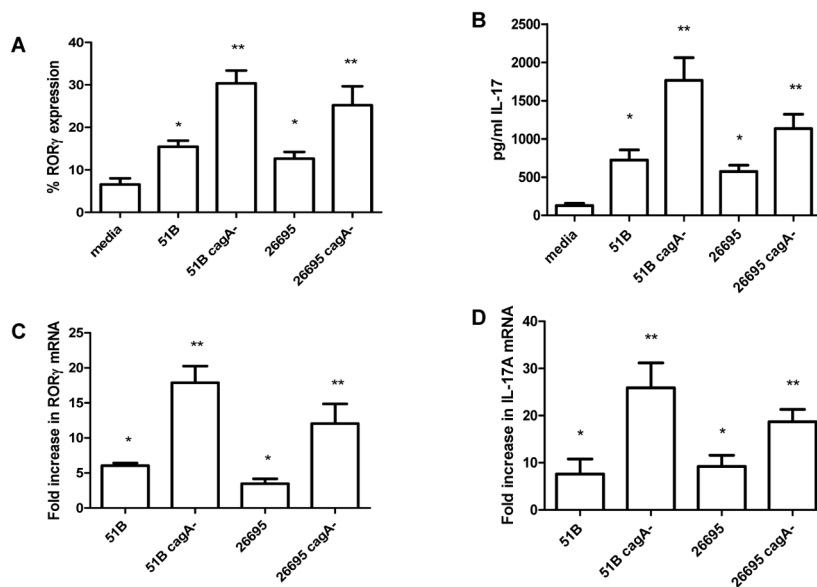 A
% RORγ expression
40
30
20
10
0
**
**
*
*
media
51B
51B cagA-
26695
26695 cagA-
B
pg/ml IL-17
2500
2000
1500
1000
500
0
**
**
*
*
media
51B
51B cagA-
26695
26695 cagA-
C
Fold increase in RORγ mRNA
25
20
15
10
5
0
**
**
*
*
51B
51B cagA-
26695
26695 cagA-
D
Fold increase in IL-17A mRNA
40
30
20
10
0
**
**
*
*
51B
51B cagA-
26695
26695 cagA-